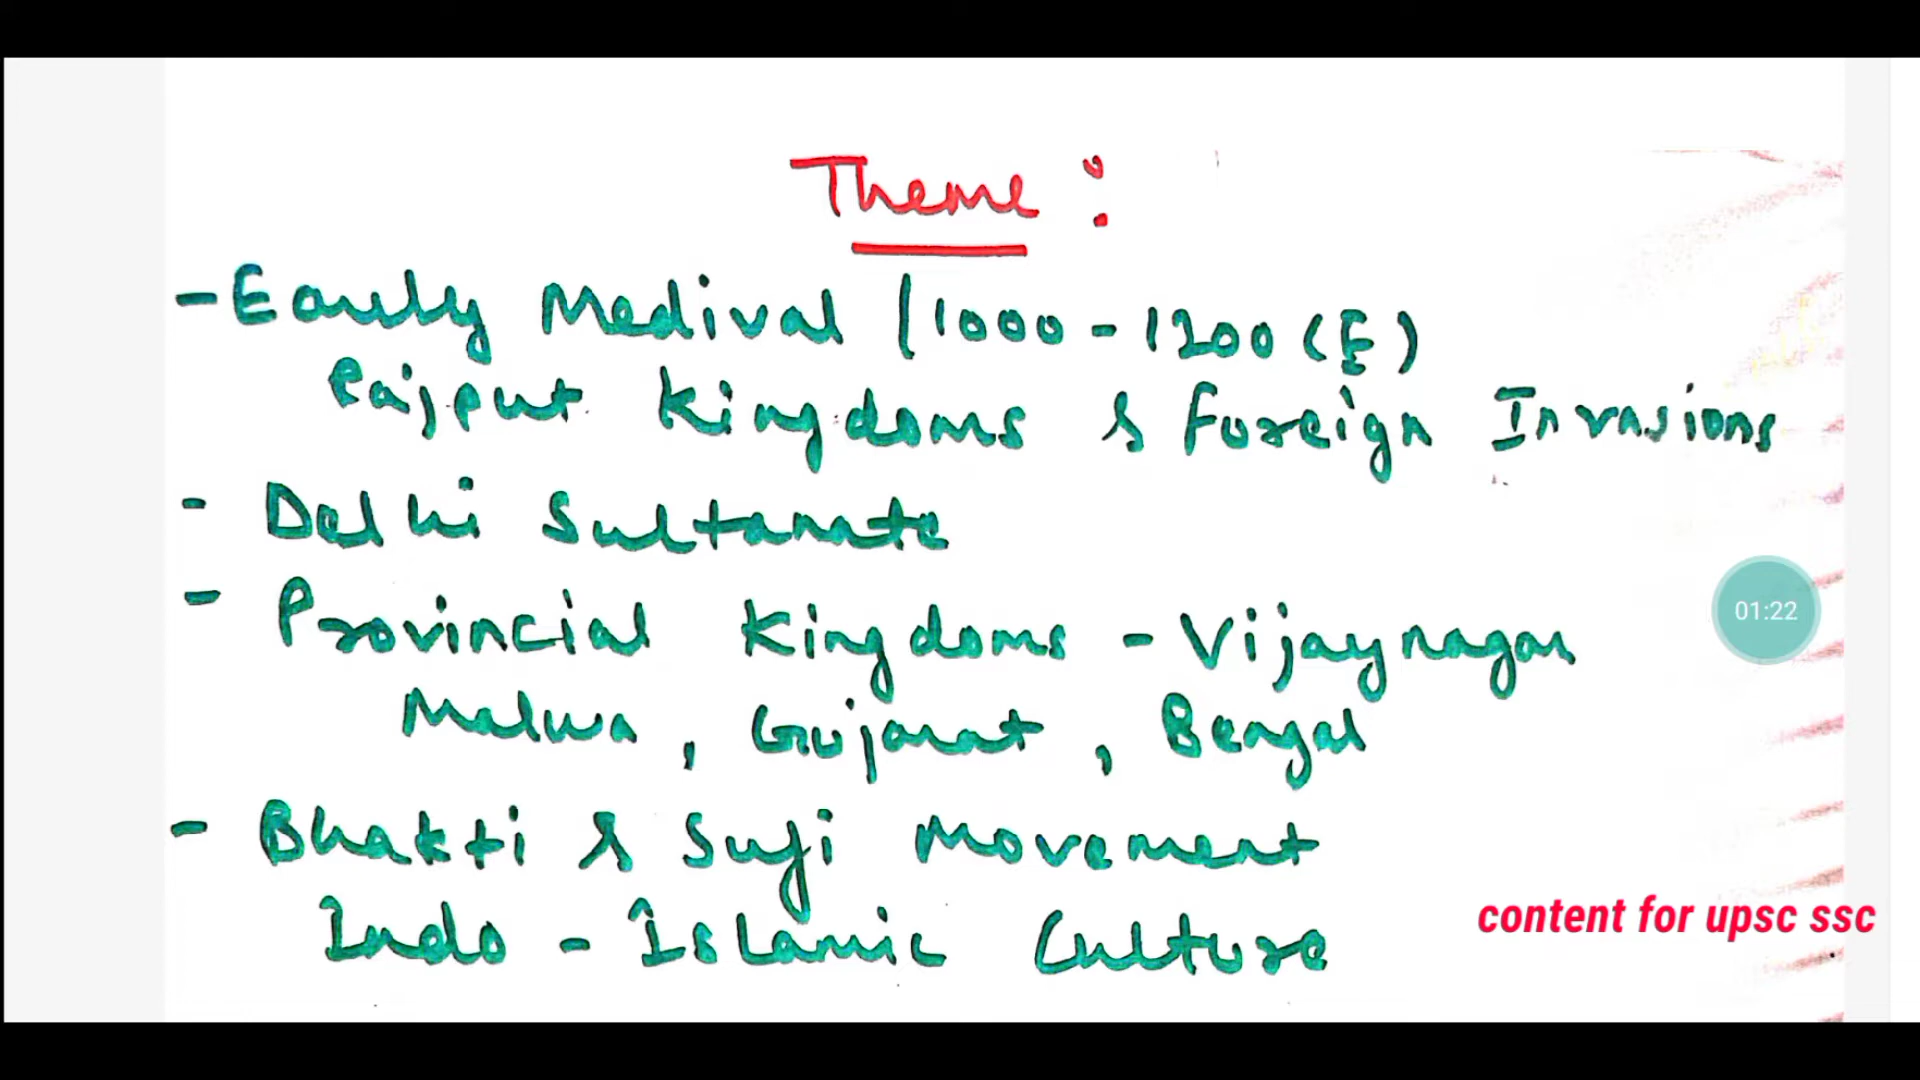 Theme :
- Early Medival (1000 - 1200 CE)
Rajput Kingdoms & Foreign Invasions
- Delhi Sultanate
- Provincial Kingdoms - Vijaynagar
Malwa, Gujarat, Bengal
01:22
- Bhakti & Sufi Movement
Indo - Islamic Culture
content for upsc ssc